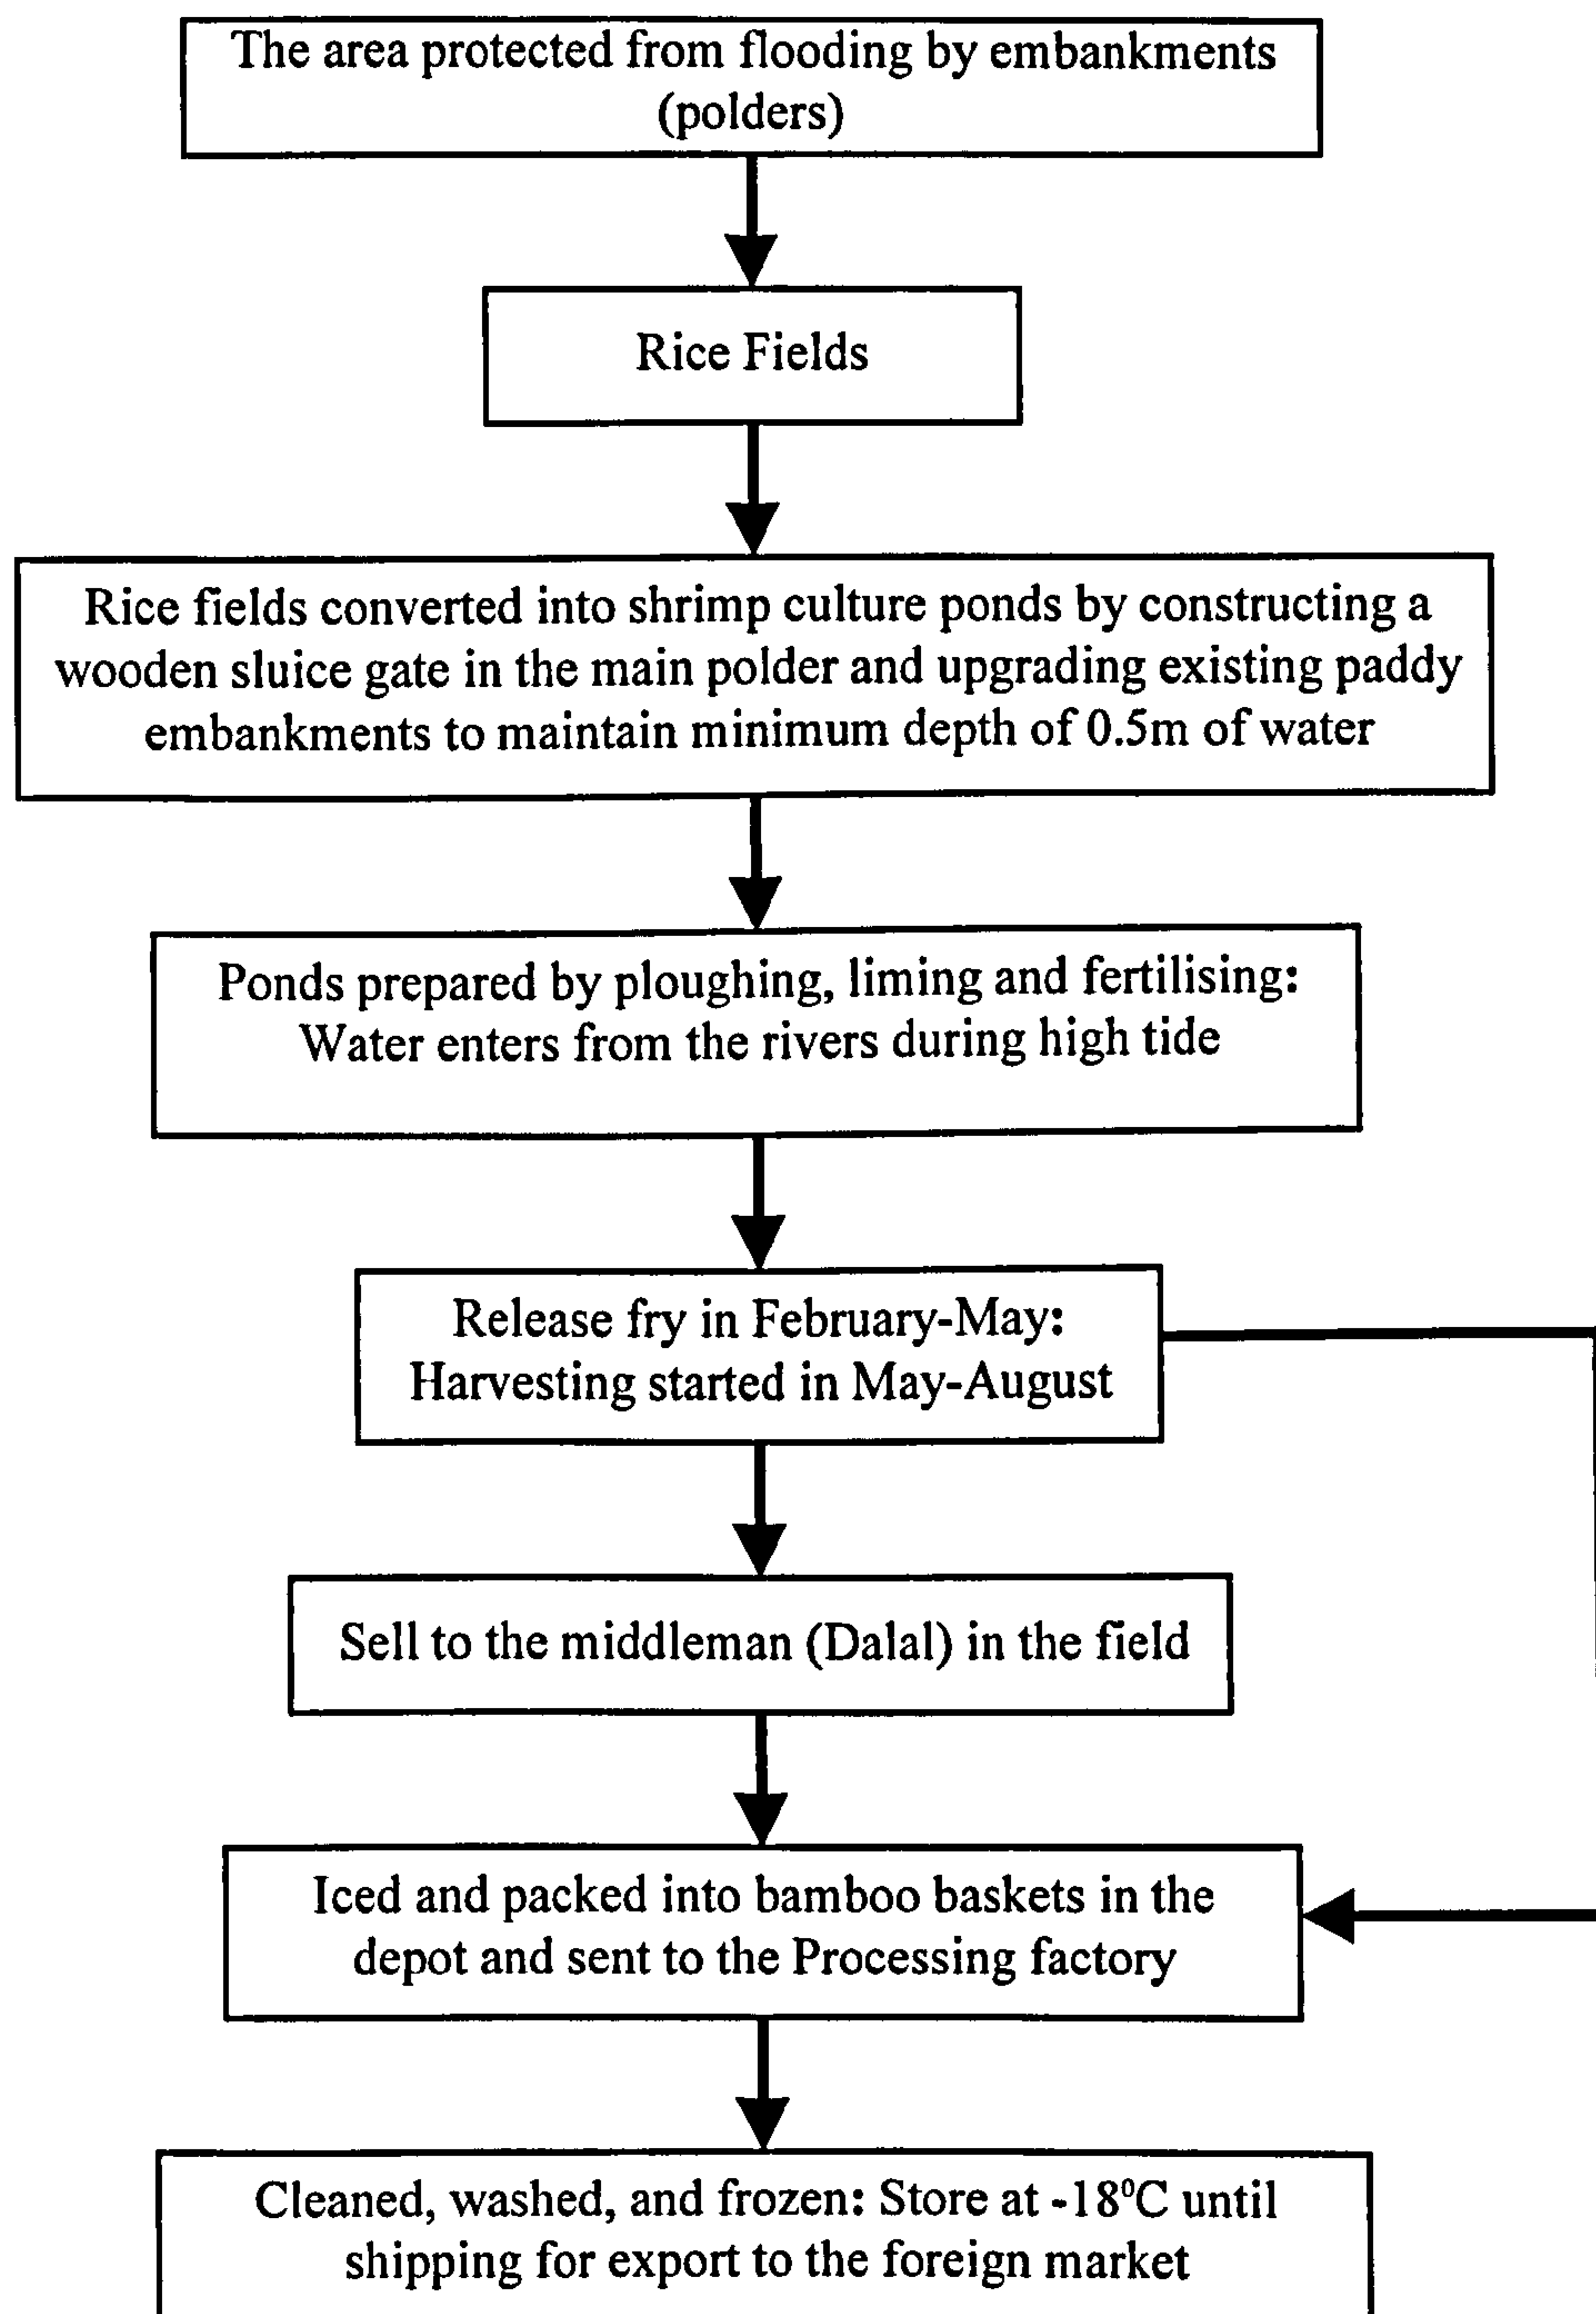 The area protected from flooding by embankments
(polders)
Rice Fields
Rice fields converted into shrimp culture ponds by constructing a
wooden sluice gate in the main polder and upgrading existing paddy
embankments to maintain minimum depth of 0.5m of water
Ponds prepared by ploughing, liming and fertilising:
Water enters from the rivers during high tide
Release fry in February-May:
Harvesting started in May-August
Sell to the middleman (Dalal) in the field
Iced and packed into bamboo baskets in the
depot and sent to the Processing factory
Cleaned, washed, and frozen: Store at -18⁰C until
shipping for export to the foreign market